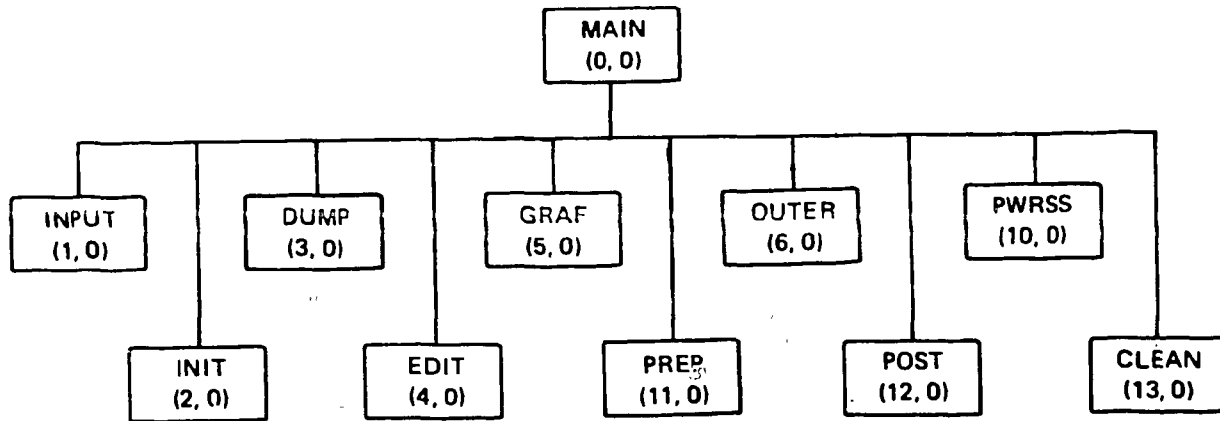 MAIN
(0, 0)
INPUT
(1, 0)
DUMP
(3, 0)
GRAF
(5, 0)
OUTER
(6, 0)
PWRSS
(10, 0)
INIT
(2, 0)
EDIT
(4, 0)
PREP
(11, 0)
POST
(12, 0)
CLEAN
(13, 0)